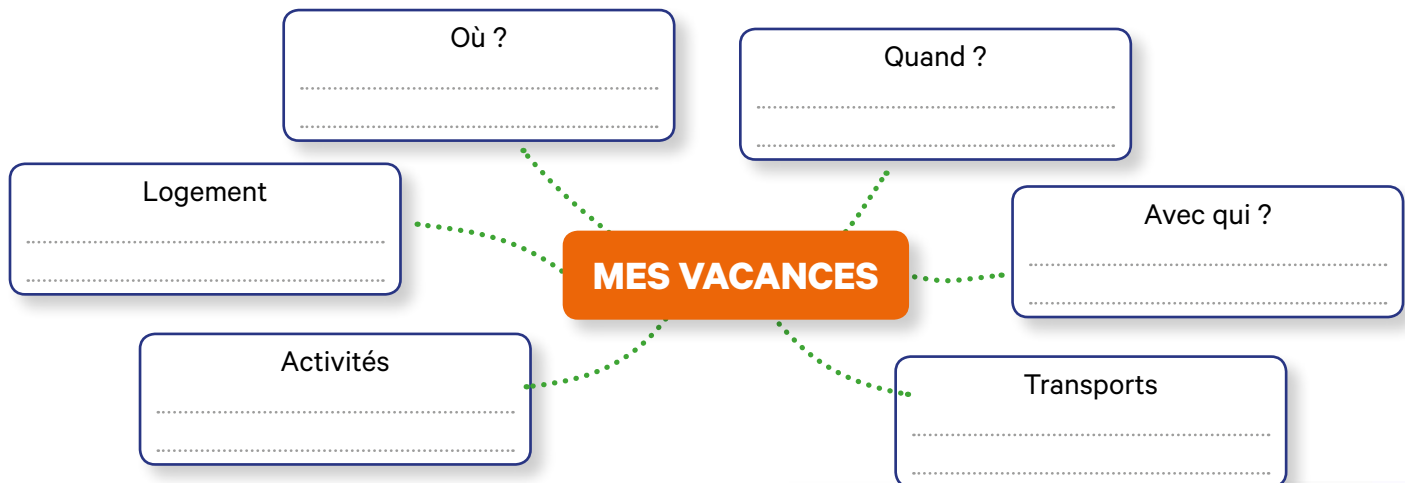 Où ?
Quand ?
Logement
Avec qui ?
MES VACANCES
Activités
Transports